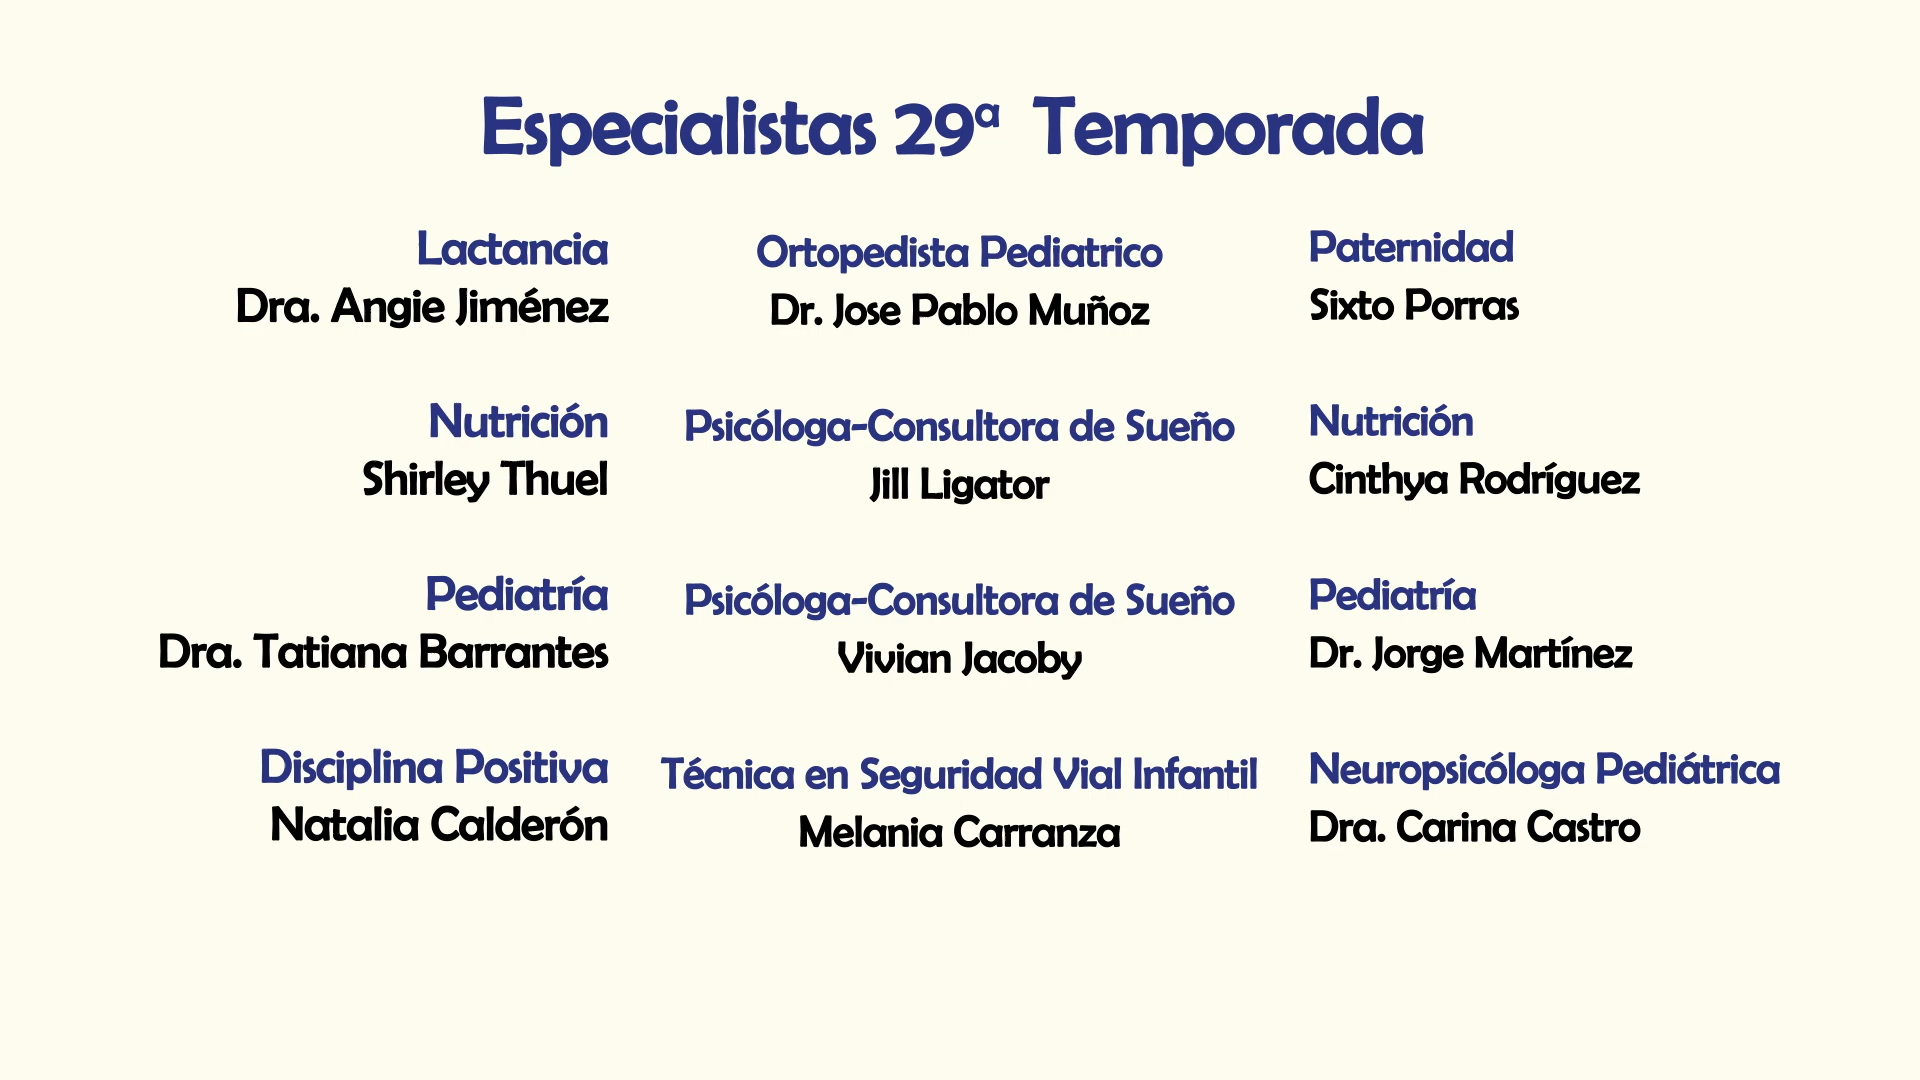 Especialistas 29ª Temporada
Lactancia
Dra. Angie Jiménez
Nutrición
Shirley Thuel
Pediatría
Dra. Tatiana Barrantes
Disciplina Positiva
Natalia Calderón
Ortopedista Pediatrico
Dr. Jose Pablo Muñoz
Psicóloga-Consultora de Sueño
Jill Ligator
Psicóloga-Consultora de Sueño
Vivian Jacoby
Técnica en Seguridad Vial Infantil
Melania Carranza
Paternidad
Sixto Porras
Nutrición
Cinthya Rodríguez
Pediatría
Dr. Jorge Martínez
Neuropsicóloga Pediátrica
Dra. Carina Castro